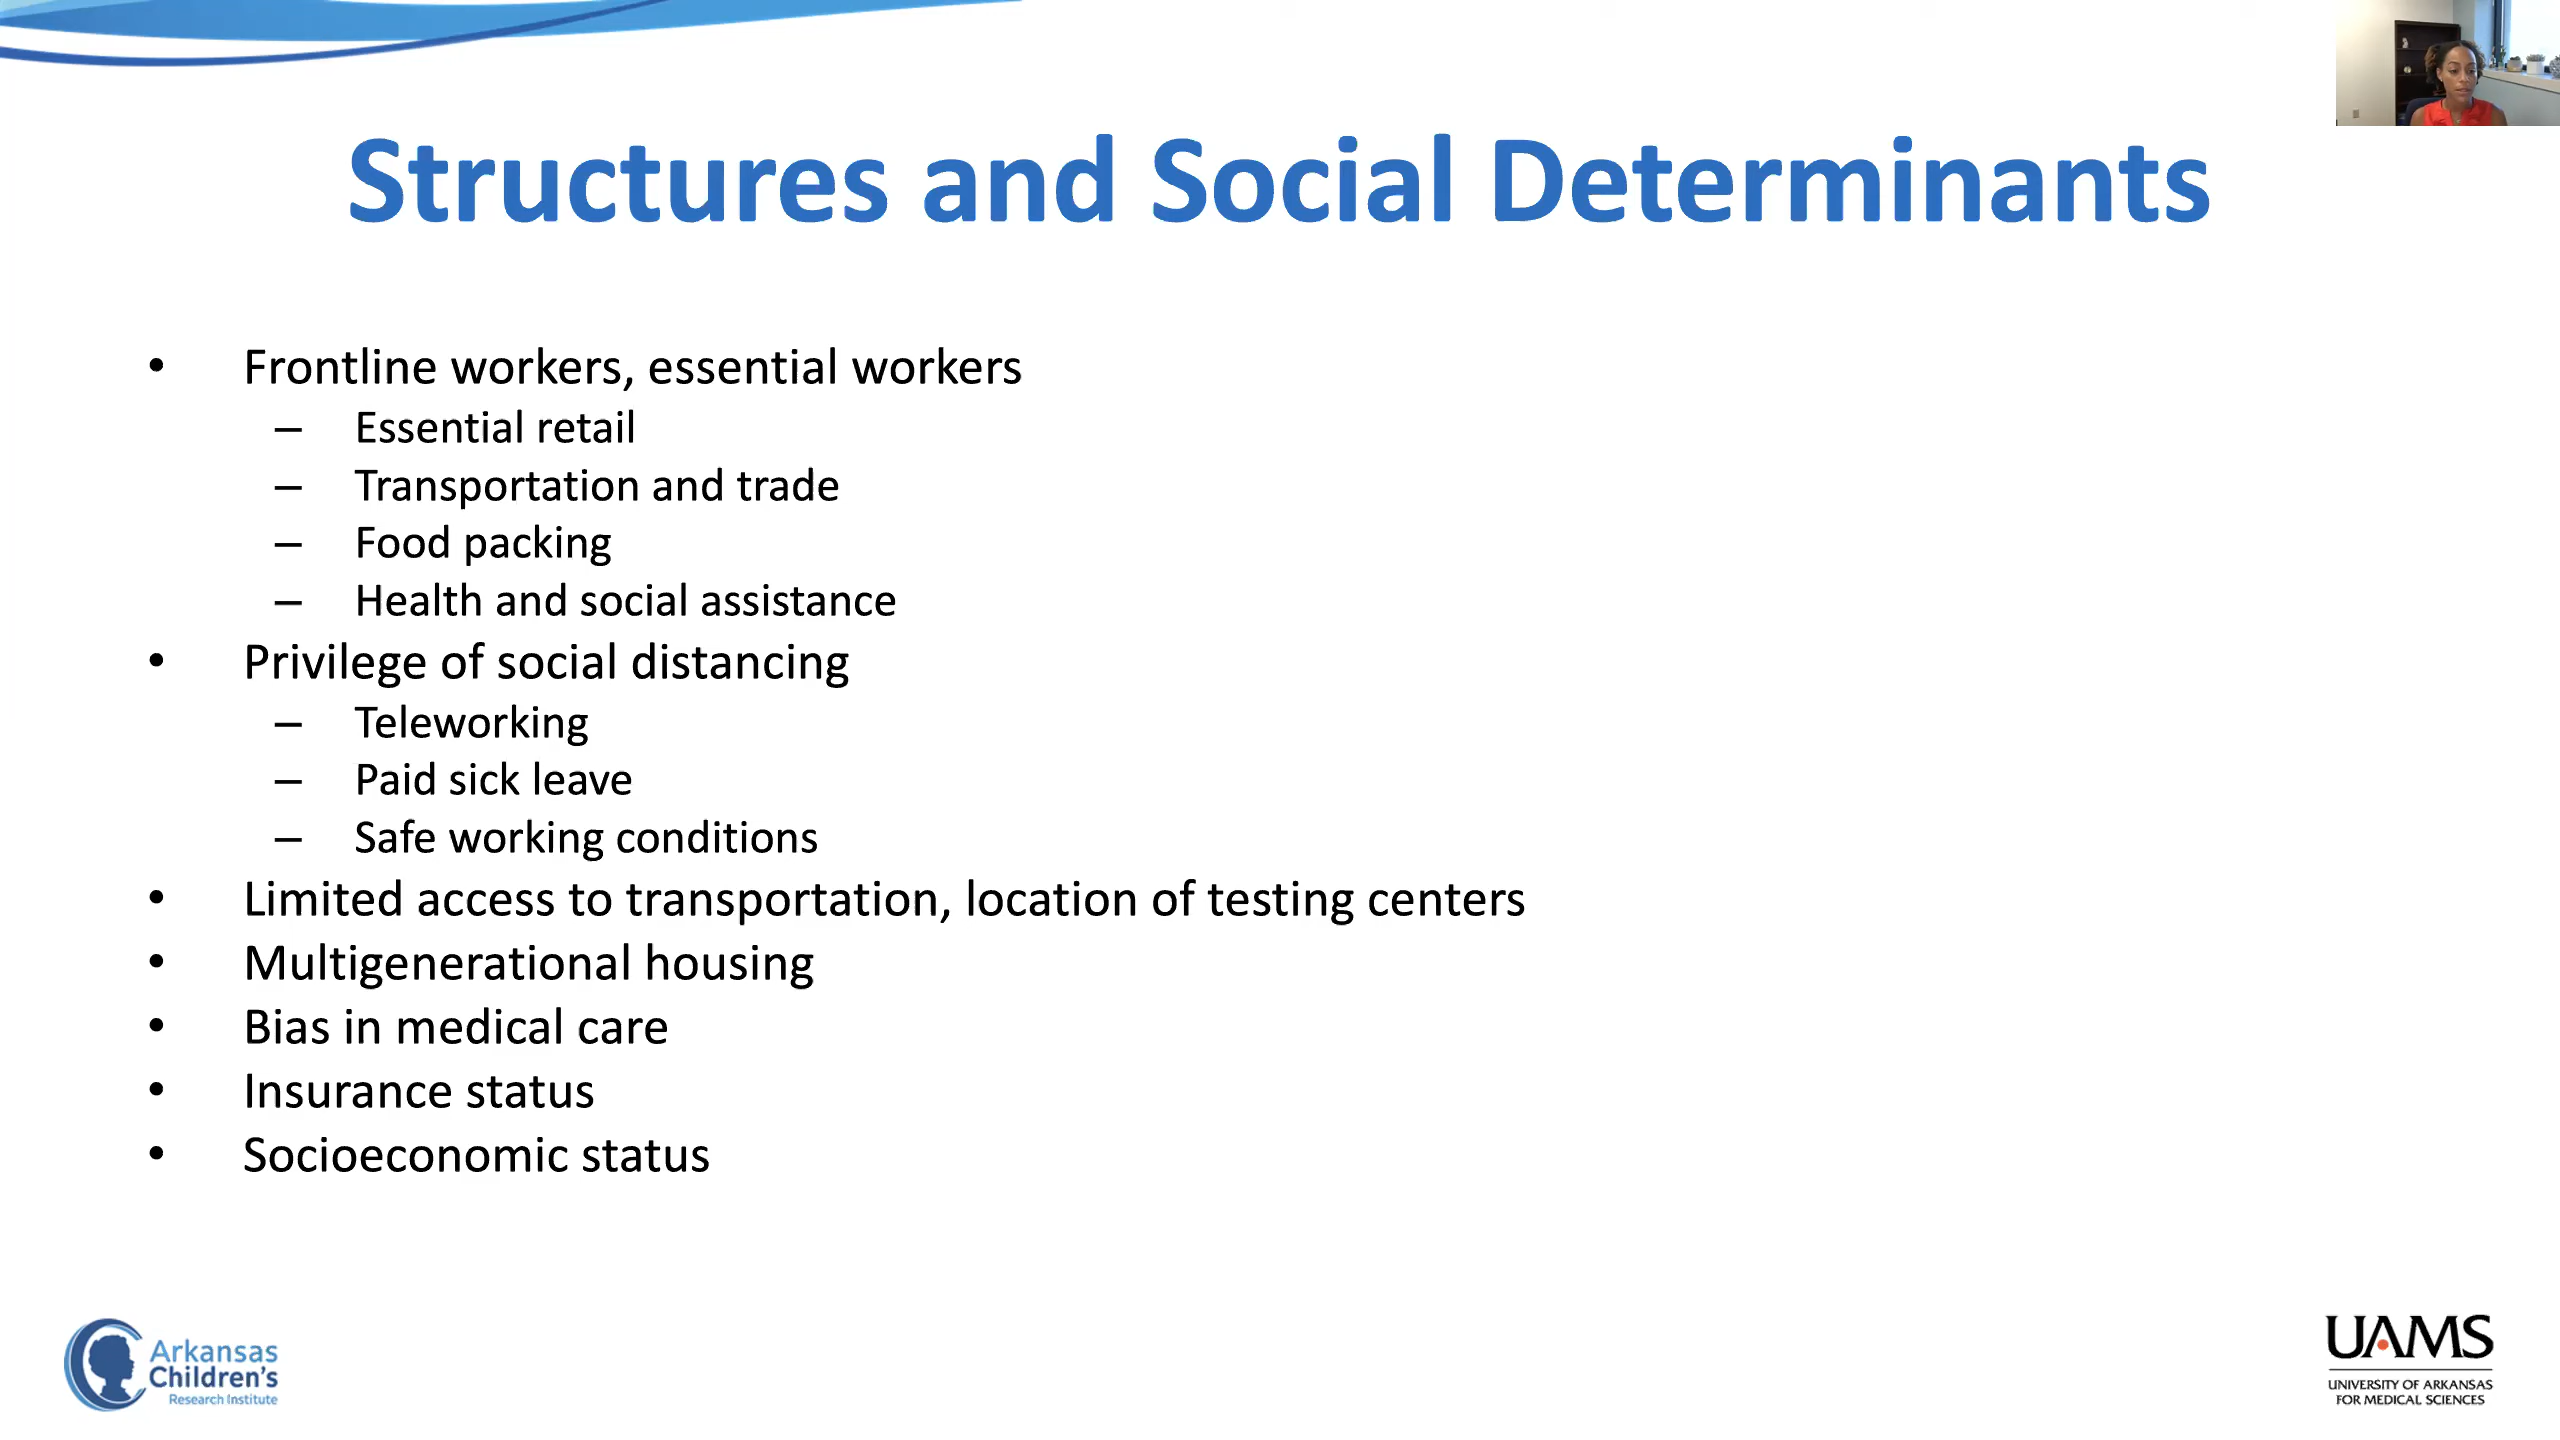 Structures and Social Determinants
• Frontline workers, essential workers
– Essential retail
– Transportation and trade
– Food packing
– Health and social assistance
• Privilege of social distancing
– Teleworking
– Paid sick leave
– Safe working conditions
• Limited access to transportation, location of testing centers
• Multigenerational housing
• Bias in medical care
• Insurance status
• Socioeconomic status
Arkansas
Children's
Research Institute
UAMS
UNIVERSITY OF ARKANSAS
FOR MEDICAL SCIENCES